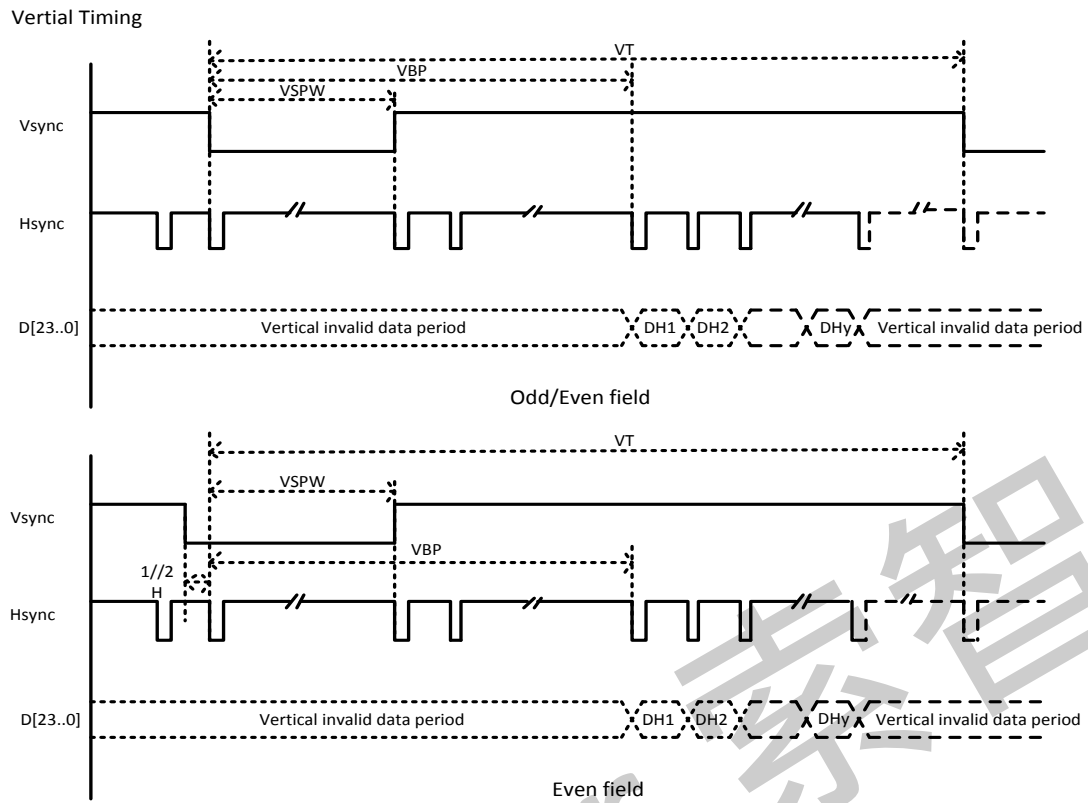 Vertial Timing
VT
VBP
VSPW
Vsync
Hsync
D[23..0]
Vertical invalid data period
DH1
DH2
DHy
Vertical invalid data period
Odd/Even field
VT
VSPW
Vsync
VBP
1//2
H
Hsync
D[23..0]
Vertical invalid data period
DH1
DH2
DHy
Vertical invalid data period
Even field
索智